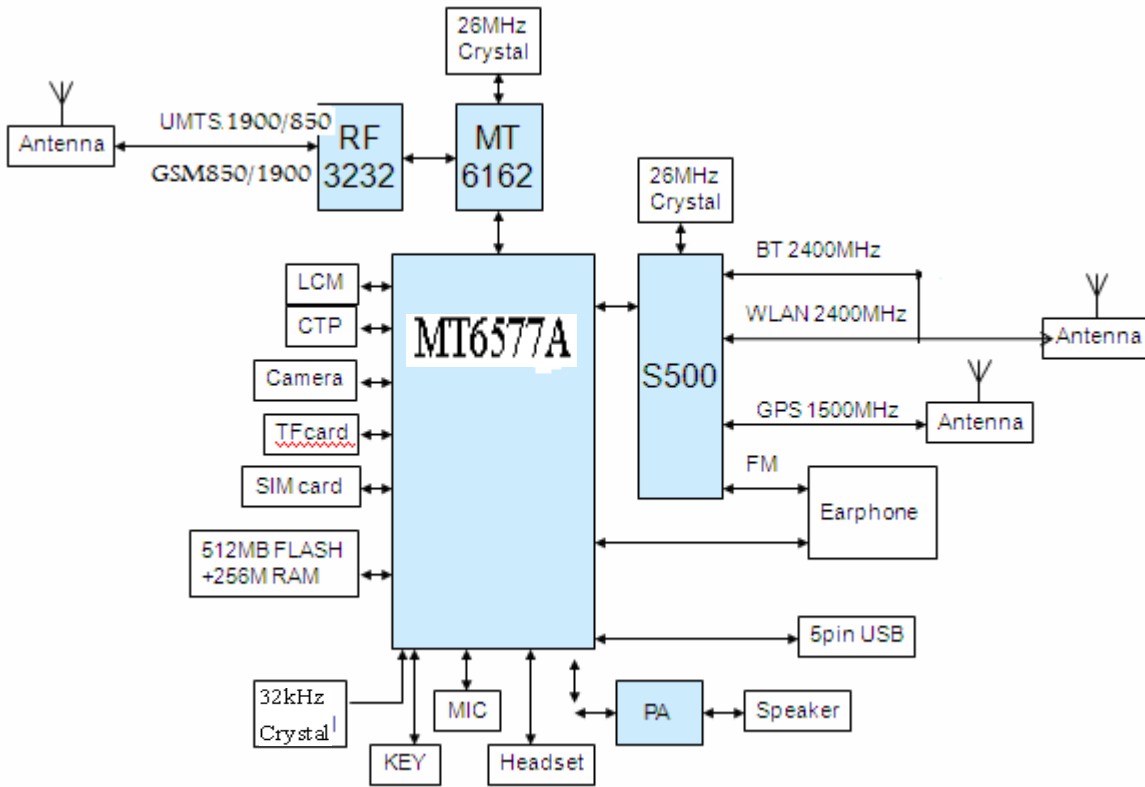 26MHz
Crystal
Antenna
UMTS.1900/850
GSM850/1900
RF
3232
MT
6162
26MHz
Crystal
LCM
CTP
Camera
TFcard
SIM card
512MB FLASH
+256M RAM
MT6577A
S500
BT 2400MHz
WLAN 2400MHz
Antenna
GPS 1500MHz
Antenna
FM
Earphone
5pin USB
32kHz
Crystal
KEY
MIC
Headset
PA
Speaker